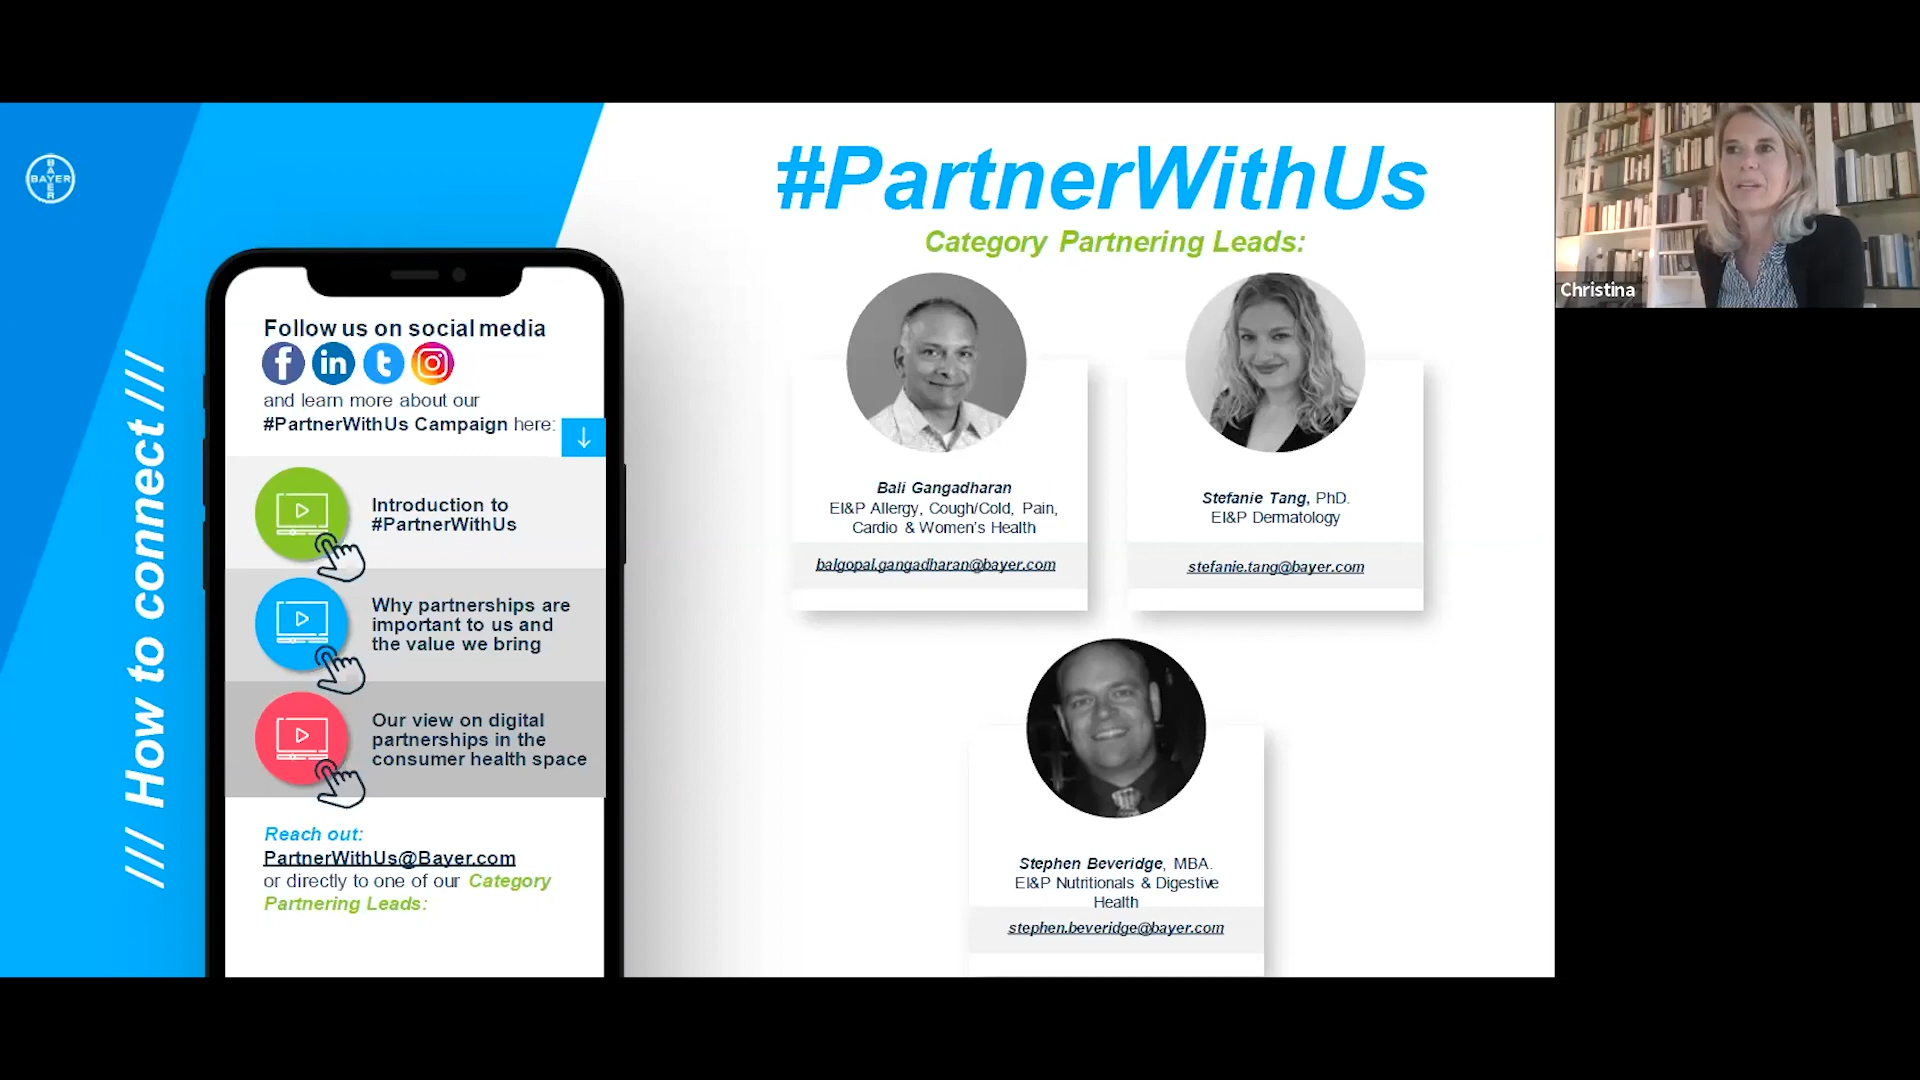 BAYER
BAYER
/// How to connect ///
Follow us on social media
and learn more about our
#PartnerWithUs Campaign here:
Introduction to
#PartnerWithUs
Why partnerships are
important to us and
the value we bring
Our view on digital
partnerships in the
consumer health space
Reach out:
PartnerWithUs@Bayer.com
or directly to one of our Category
Partnering Leads:
#PartnerWithUs
Category Partnering Leads:
Bali Gangadharan
EI&P Allergy, Cough/Cold, Pain,
Cardio & Women's Health
balgopal.gangadharan@bayer.com
Stefanie Tang, PhD.
EI&P Dermatology
stefanie.tang@bayer.com
Stephen Beveridge, MBA.
EI&P Nutritionals & Digestive
Health
stephen.beveridge@bayer.com
Christina